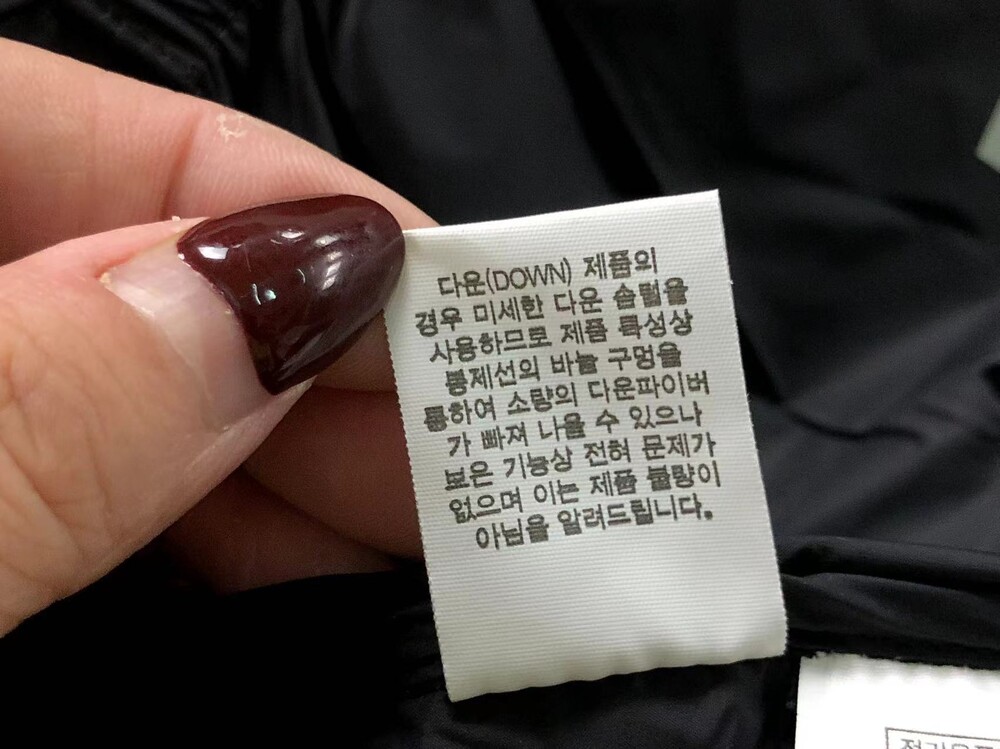 다운(DOWN) 제품의
경우 미세한 다운 솜털을
사용하므로 제품 특성상
봉제선의 바늘 구멍을
통하여 소량의 다운파이버
가 빠져 나올 수 있으나
보온 기능상 전혀 문제가
없으며 이는 제품 불량이
아님을 알려드립니다.